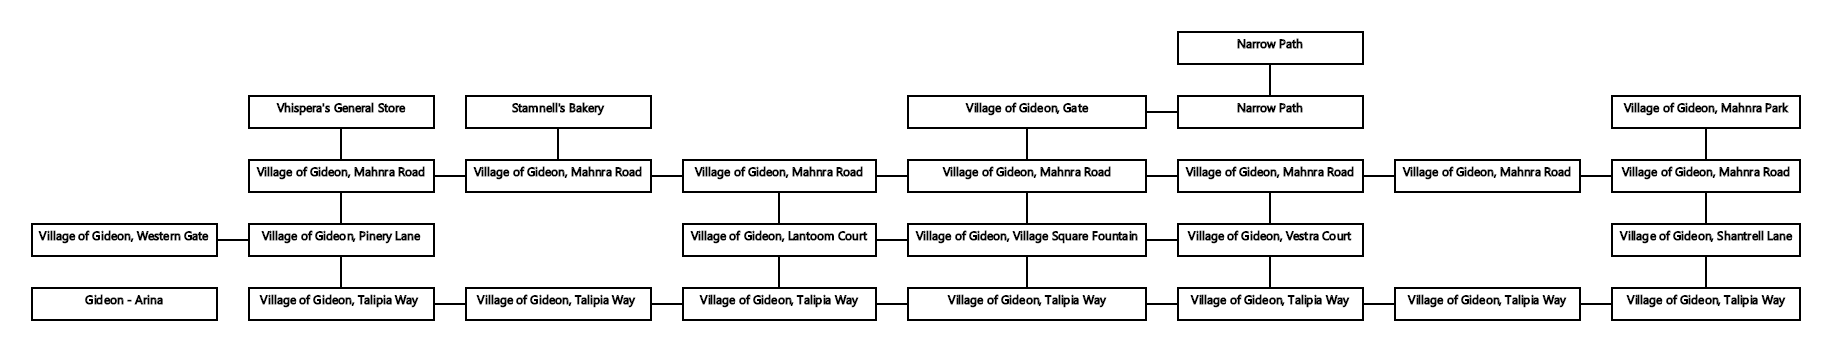 Narrow Path
Vhispera's General Store
Stamnell's Bakery
Village of Gideon, Gate
Narrow Path
Village of Gideon, Mahnra Park
Village of Gideon, Mahnra Road
Village of Gideon, Mahnra Road
Village of Gideon, Mahnra Road
Village of Gideon, Mahnra Road
Village of Gideon, Mahnra Road
Village of Gideon, Mahnra Road
Village of Gideon, Mahnra Road
Village of Gideon, Western Gate
Village of Gideon, Pinery Lane
Village of Gideon, Lantoom Court
Village of Gideon, Village Square Fountain
Village of Gideon, Vestra Court
Village of Gideon, Shantrell Lane
Gideon - Arina
Village of Gideon, Talipia Way
Village of Gideon, Talipia Way
Village of Gideon, Talipia Way
Village of Gideon, Talipia Way
Village of Gideon, Talipia Way
Village of Gideon, Talipia Way
Village of Gideon, Talipia Way